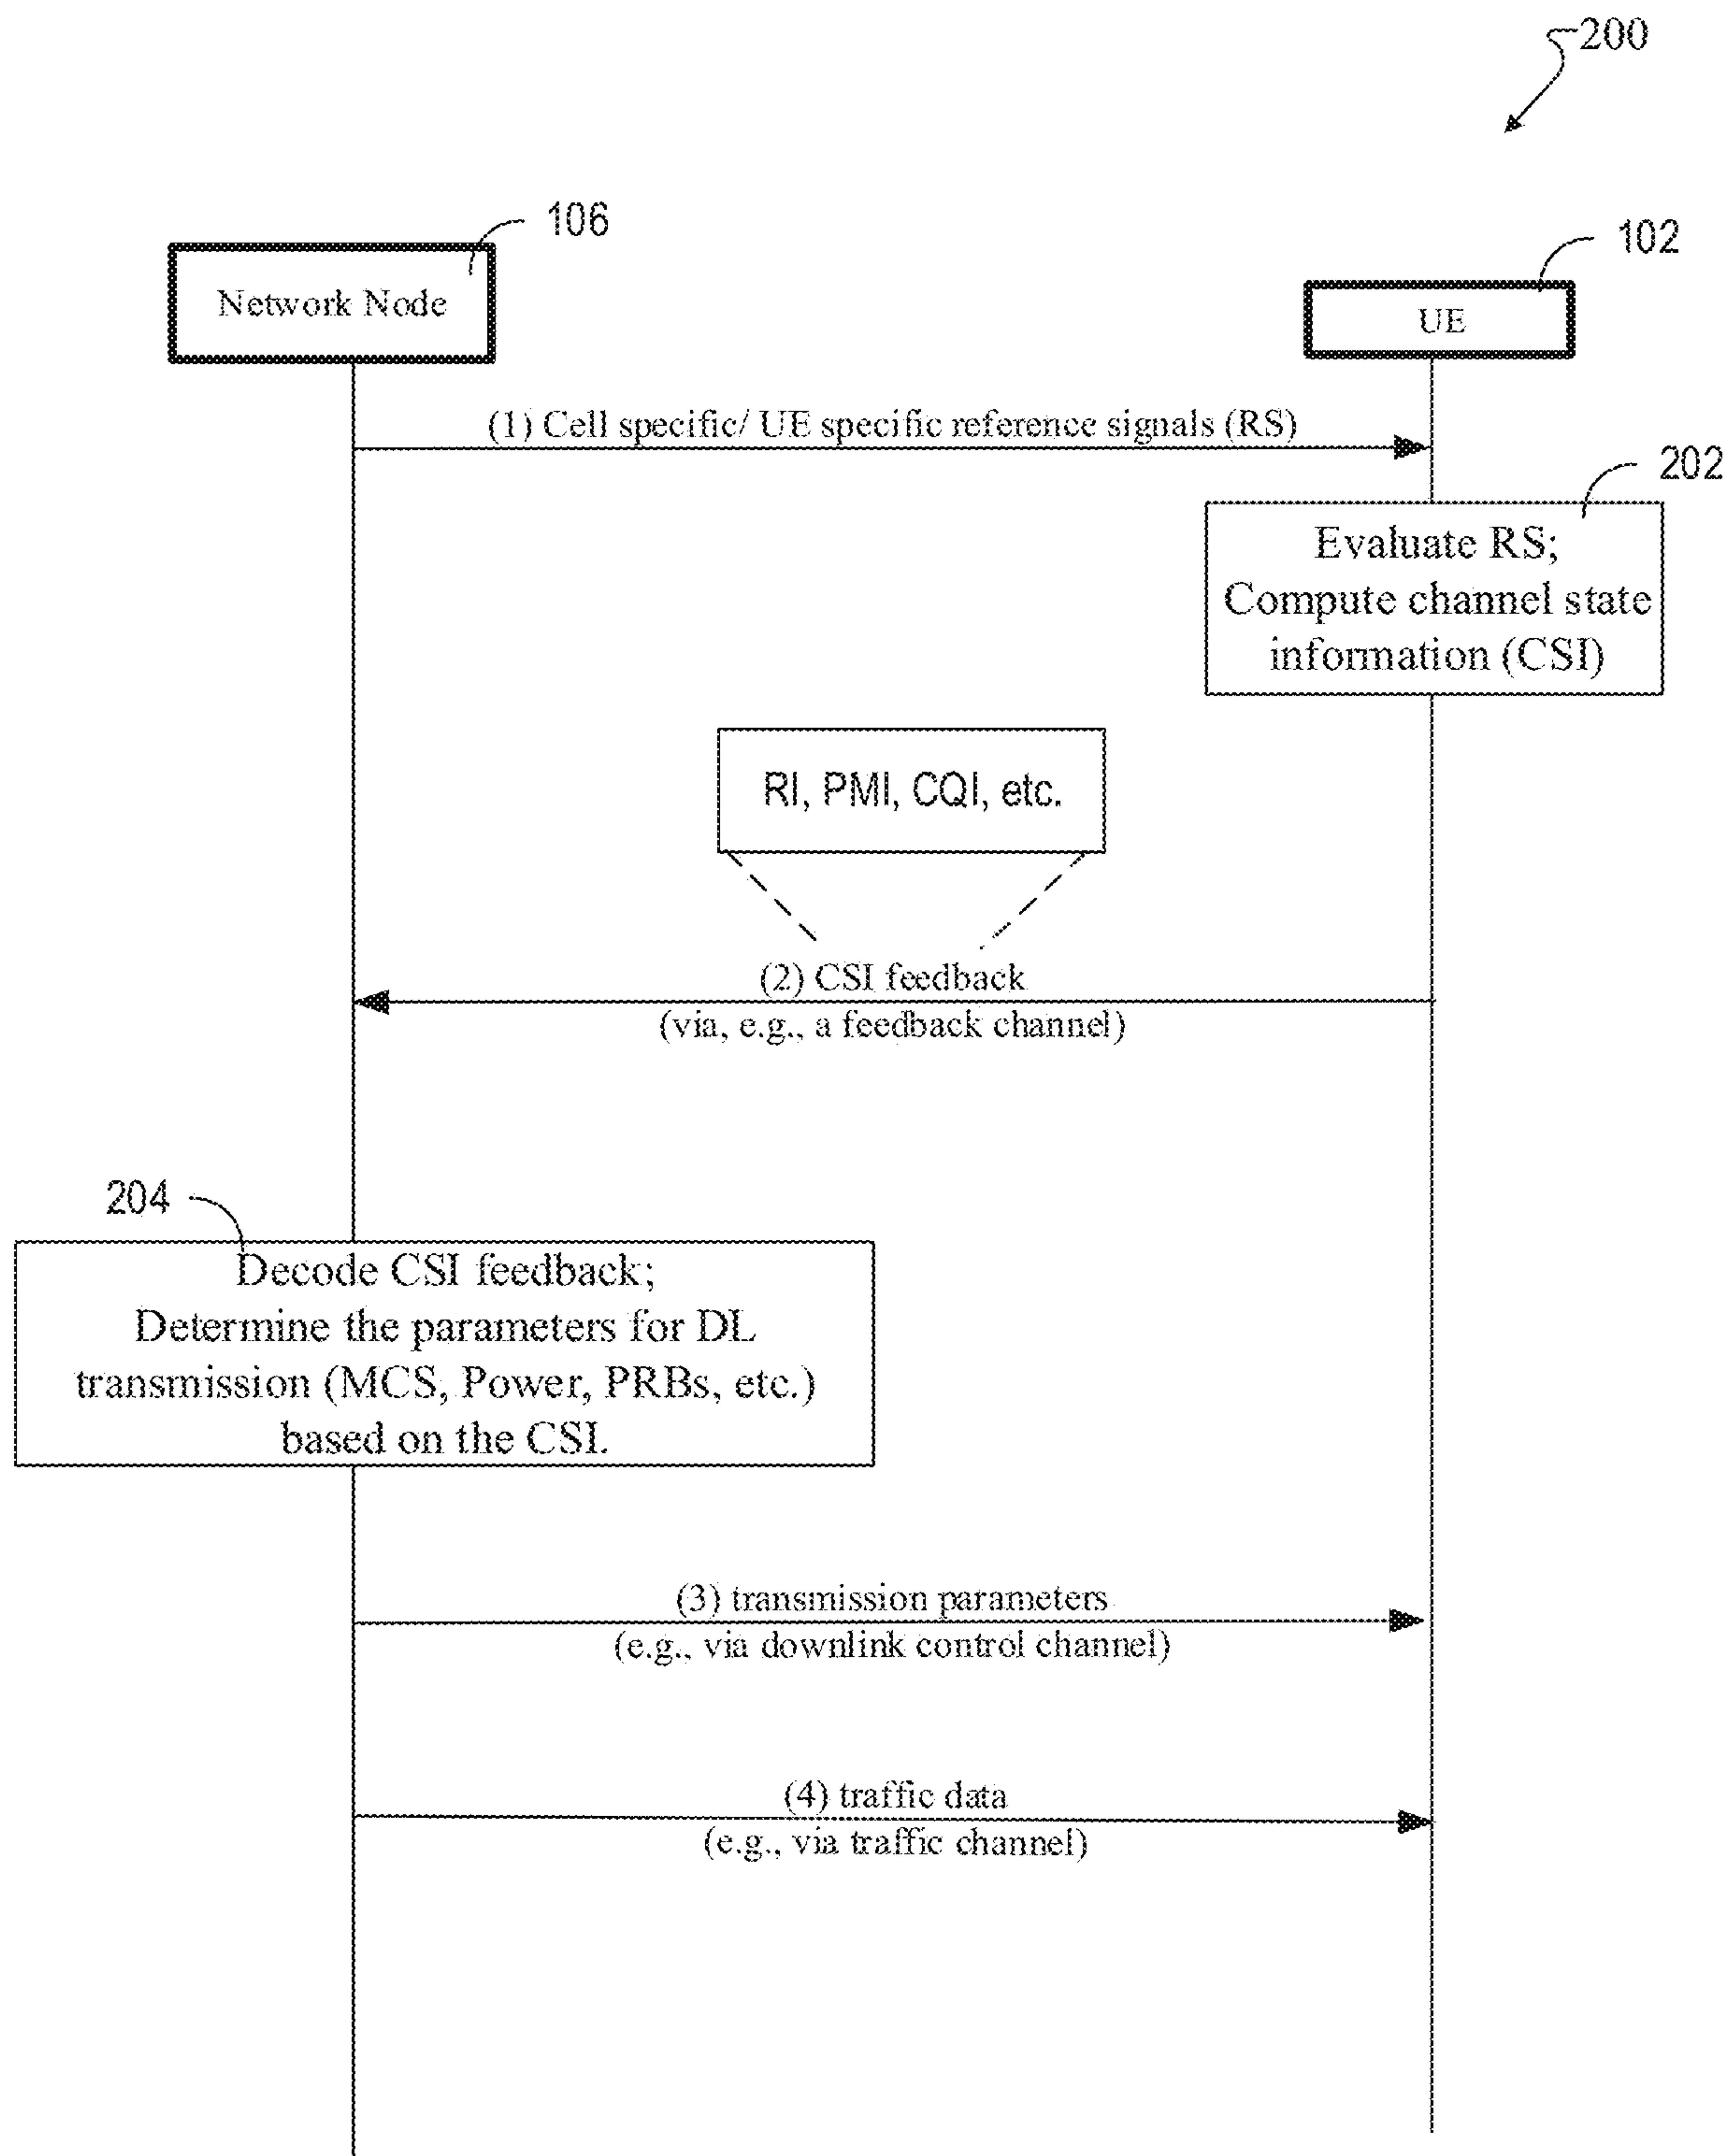 200
106
Network Node
102
UE
(1) Cell specific/ UE specific reference signals (RS)
202
Evaluate RS;
Compute channel state
information (CSI)
RI, PMI, CQI, etc.
(2) CSI feedback
(via, e.g., a feedback channel)
204
Decode CSI feedback;
Determine the parameters for DL
transmission (MCS, Power, PRBs, etc.)
based on the CSI.
(3) transmission parameters
(e.g., via downlink control channel)
(4) traffic data
(e.g., via traffic channel)